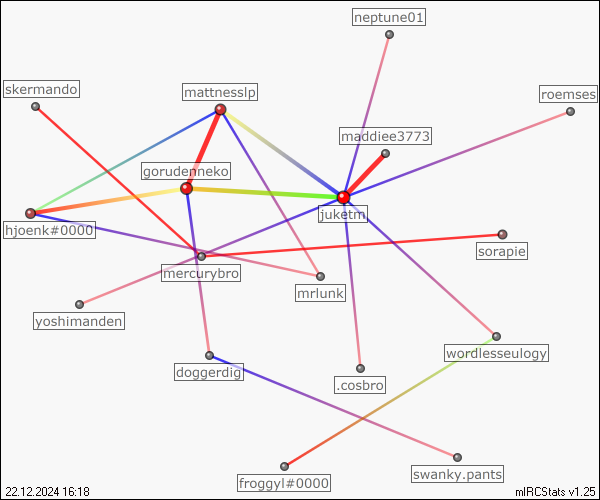 neptune01
skermando
mattnesslp
roemses
maddiee3773
gorudenneko
juketm
hjoenk#0000
sorapie
mercurybro
mrlunk
yoshimanden
wordlesseulogy
doggerdig
.cosbro
froggyl#0000
swanky.pants
22.12.2024 16:18
mIRCStats v1.25